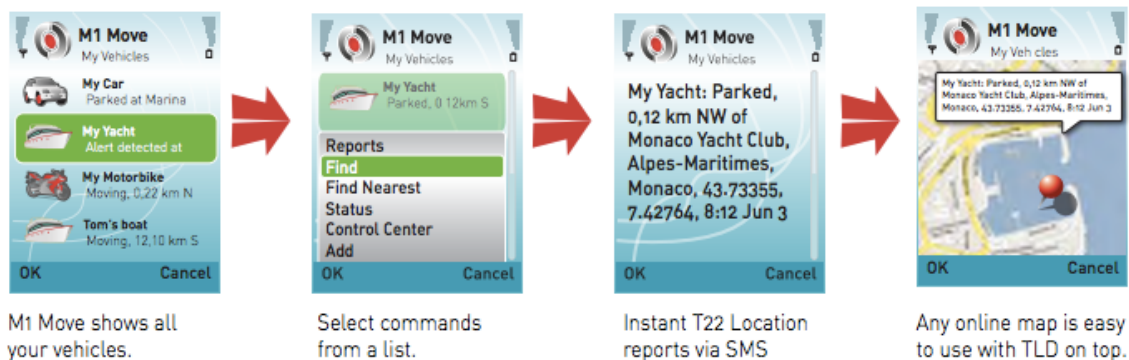 M1 Move
My Vehicles
My Car
Parked at Marina
My Yacht
Alert detected at
My Motorbike
Moving, 0,22 km N
Tom's boat
Moving, 12,10 km S
OK Cancel
M1 Move shows all
your vehicles.
M1 Move
My Vehicles
My Yacht
Parked, 0 12km S
Reports
Find
Find Nearest
Status
Control Center
Add
OK Cancel
Select commands
from a list.
M1 Move
My Vehicles
My Yacht: Parked,
0,12 km NW of
Monaco Yacht Club,
Alpes-Maritimes,
Monaco, 43.73355,
7.42764, 8:12 Jun 3
OK Cancel
Instant T22 Location
reports via SMS
M1 Move
My Veh cles
My Yacht: Parked, 0,12 km NW of
Monaco Yacht Club, Alpes-Maritimes,
Monaco, 43.73355, 7.42764, 8:12 Jun 3
OK Cancel
Any online map is easy
to use with TLD on top.